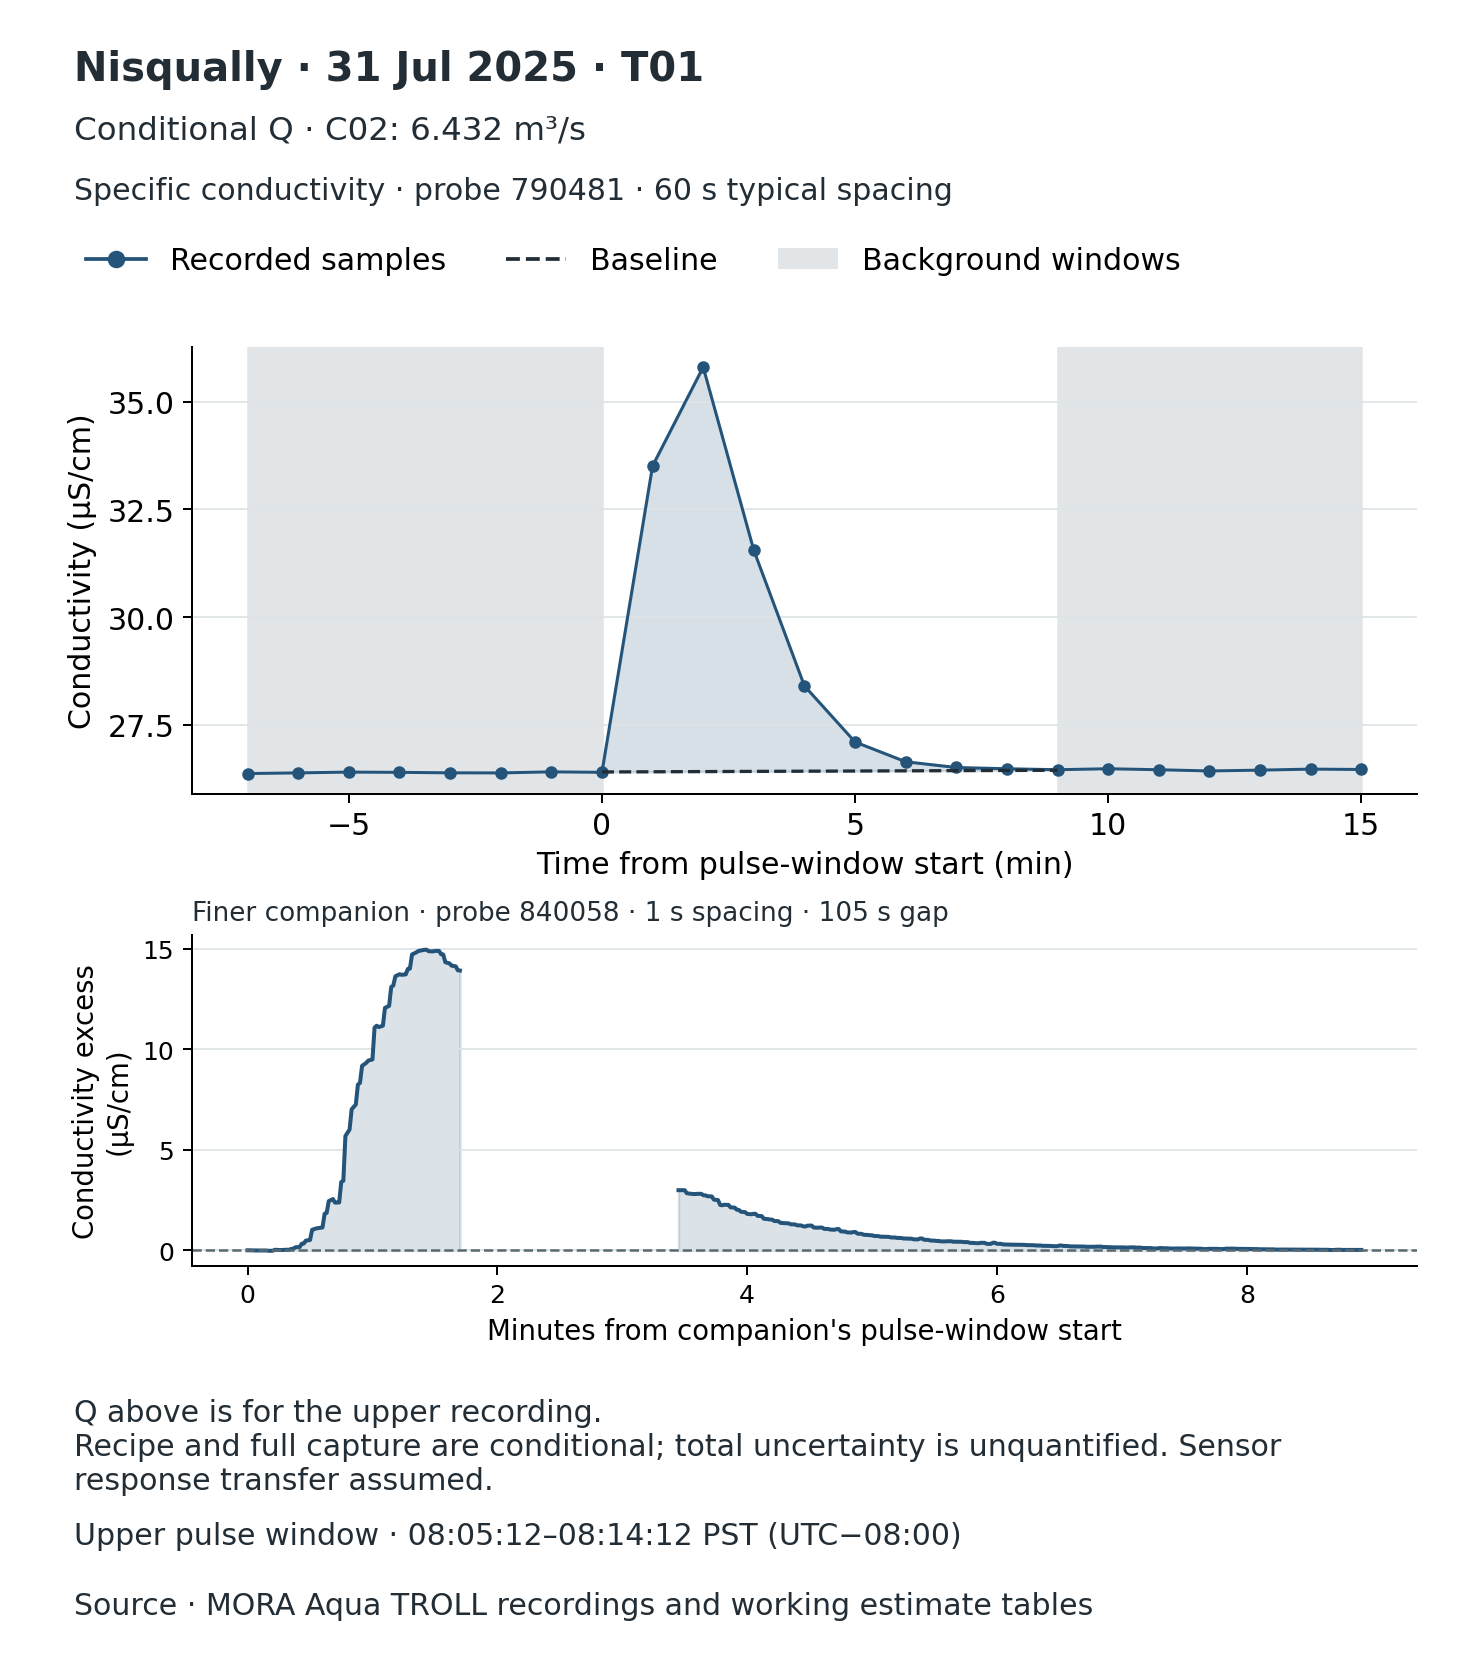 Nisqually · 31 Jul 2025 · T01
Conditional Q · C02: 6.432 m³/s
Specific conductivity · probe 790481 · 60 s typical spacing
Recorded samples
Baseline
Background windows
Conductivity (µS/cm)
35.0
32.5
30.0
27.5
−5
0
5
10
15
Time from pulse-window start (min)
Finer companion · probe 840058 · 1 s spacing · 105 s gap
Conductivity excess
(µS/cm)
15
10
5
0
0
2
4
6
8
Minutes from companion's pulse-window start
Q above is for the upper recording.
Recipe and full capture are conditional; total uncertainty is unquantified. Sensor
response transfer assumed.
Upper pulse window · 08:05:12–08:14:12 PST (UTC−08:00)
Source · MORA Aqua TROLL recordings and working estimate tables